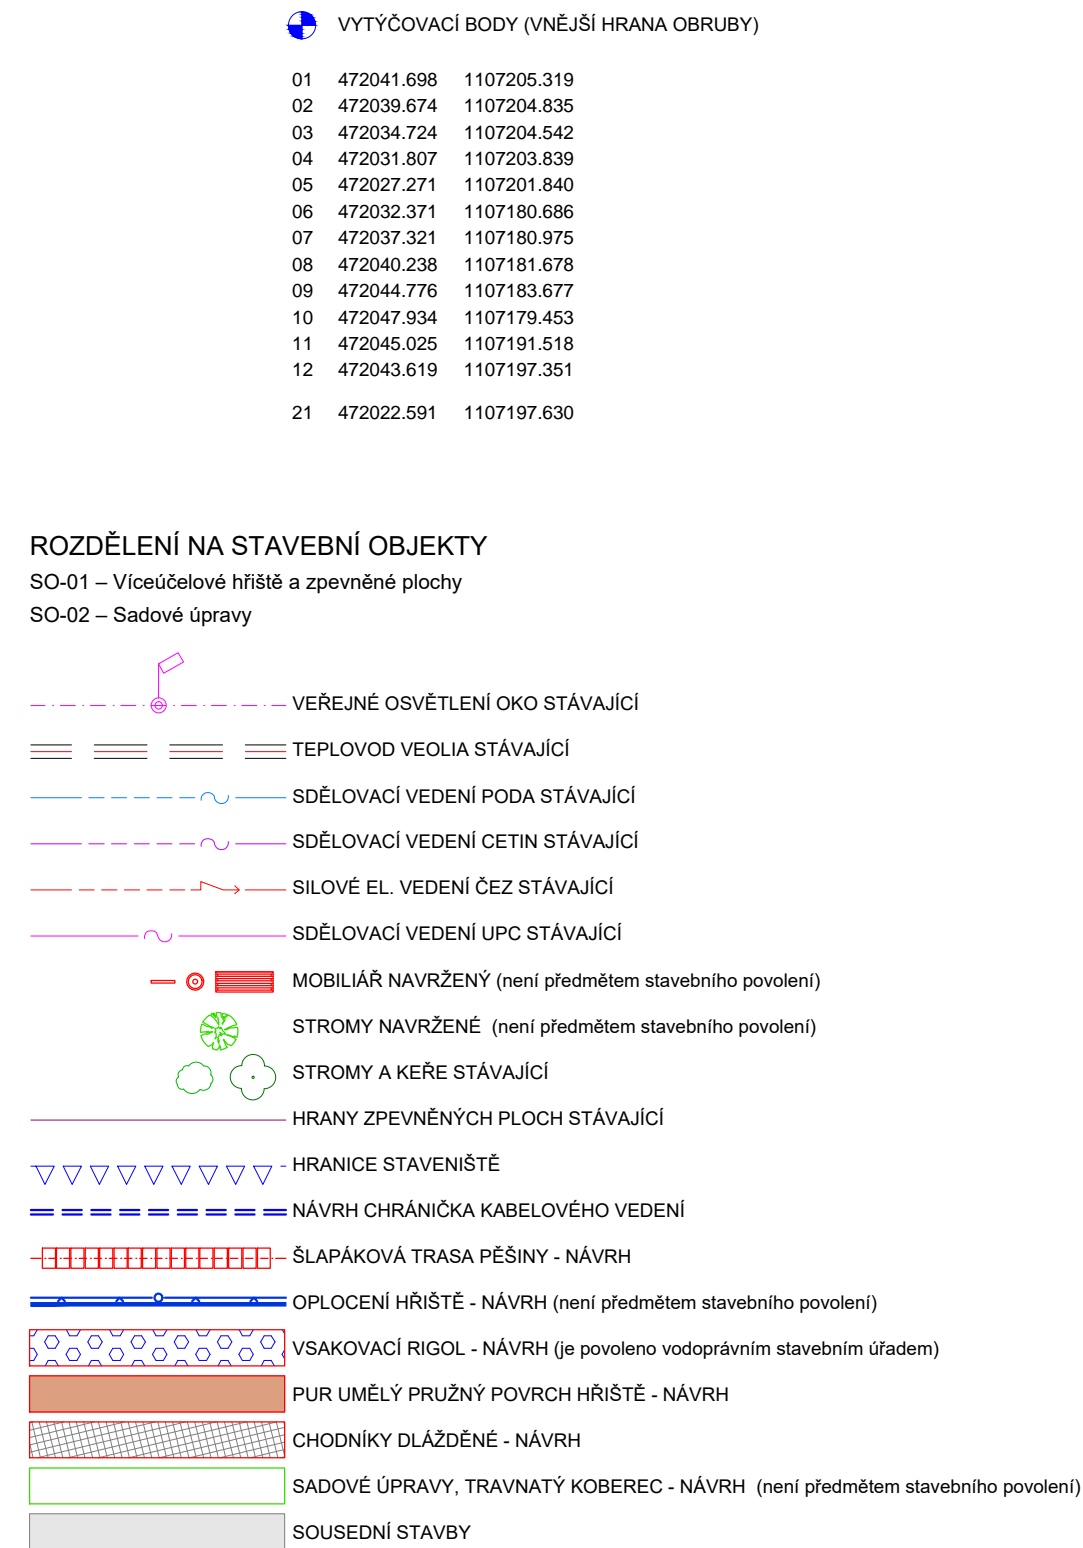 VYTÝČOVACÍ BODY (VNĚJŠÍ HRANA OBRUBY)
01 472041.698 1107205.319
02 472039.674 1107204.835
03 472034.724 1107204.542
04 472031.807 1107203.839
05 472027.271 1107201.840
06 472032.371 1107180.686
07 472037.321 1107180.975
08 472040.238 1107181.678
09 472044.776 1107183.677
10 472047.934 1107179.453
11 472045.025 1107191.518
12 472043.619 1107197.351
21 472022.591 1107197.630
ROZDĚLENÍ NA STAVEBNÍ OBJEKTY
SO-01 – Víceúčelové hřiště a zpevněné plochy
SO-02 – Sadové úpravy
VEŘEJNÉ OSVĚTLENÍ OKO STÁVAJÍCÍ
TEPLOVOD VEOLIA STÁVAJÍCÍ
SDĚLOVACÍ VEDENÍ PODA STÁVAJÍCÍ
SDĚLOVACÍ VEDENÍ CETIN STÁVAJÍCÍ
SILOVÉ EL. VEDENÍ ČEZ STÁVAJÍCÍ
SDĚLOVACÍ VEDENÍ UPC STÁVAJÍCÍ
MOBILIÁŘ NAVRŽENÝ (není předmětem stavebního povolení)
STROMY NAVRŽENÉ (není předmětem stavebního povolení)
STROMY A KEŘE STÁVAJÍCÍ
HRANY ZPEVNĚNÝCH PLOCH STÁVAJÍCÍ
HRANICE STAVENIŠTĚ
NÁVRH CHRÁNIČKA KABELOVÉHO VEDENÍ
ŠLAPÁKOVÁ TRASA PĚŠINY - NÁVRH
OPLOCENÍ HŘIŠTĚ - NÁVRH (není předmětem stavebního povolení)
VSAKOVACÍ RIGOL - NÁVRH (je povoleno vodoprávním stavebním úřadem)
PUR UMĚLÝ PRUŽNÝ POVRCH HŘIŠTĚ - NÁVRH
CHODNÍKY DLÁŽDĚNÉ - NÁVRH
SADOVÉ ÚPRAVY, TRAVNATÝ KOBEREC - NÁVRH (není předmětem stavebního povolení)
SOUSEDNÍ STAVBY